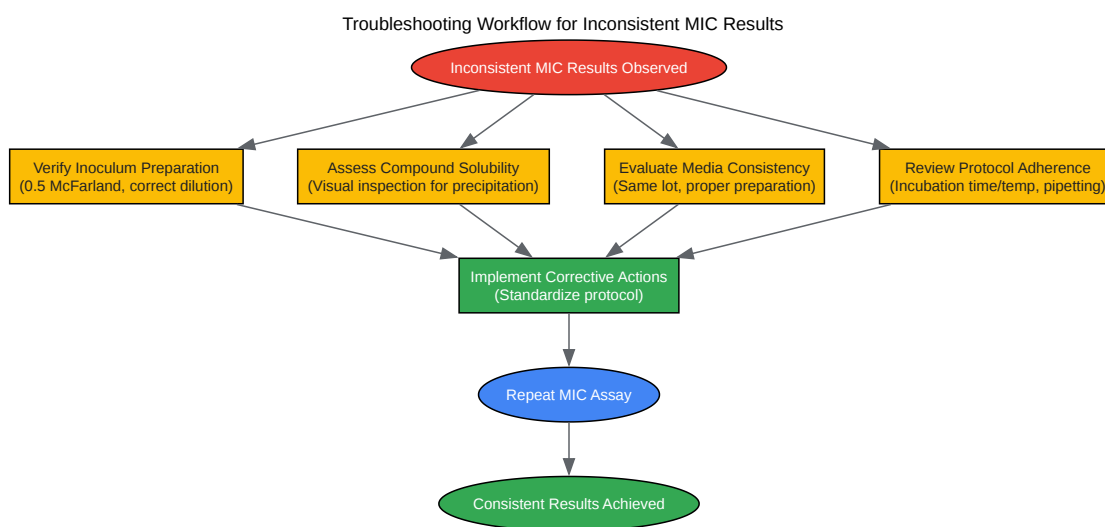 Troubleshooting Workflow for Inconsistent MIC Results
Inconsistent MIC Results Observed
Verify Inoculum Preparation
(0.5 McFarland, correct dilution)
Assess Compound Solubility
(Visual inspection for precipitation)
Evaluate Media Consistency
(Same lot, proper preparation)
Review Protocol Adherence
(Incubation time/temp, pipetting)
Implement Corrective Actions
(Standardize protocol)
Repeat MIC Assay
Consistent Results Achieved